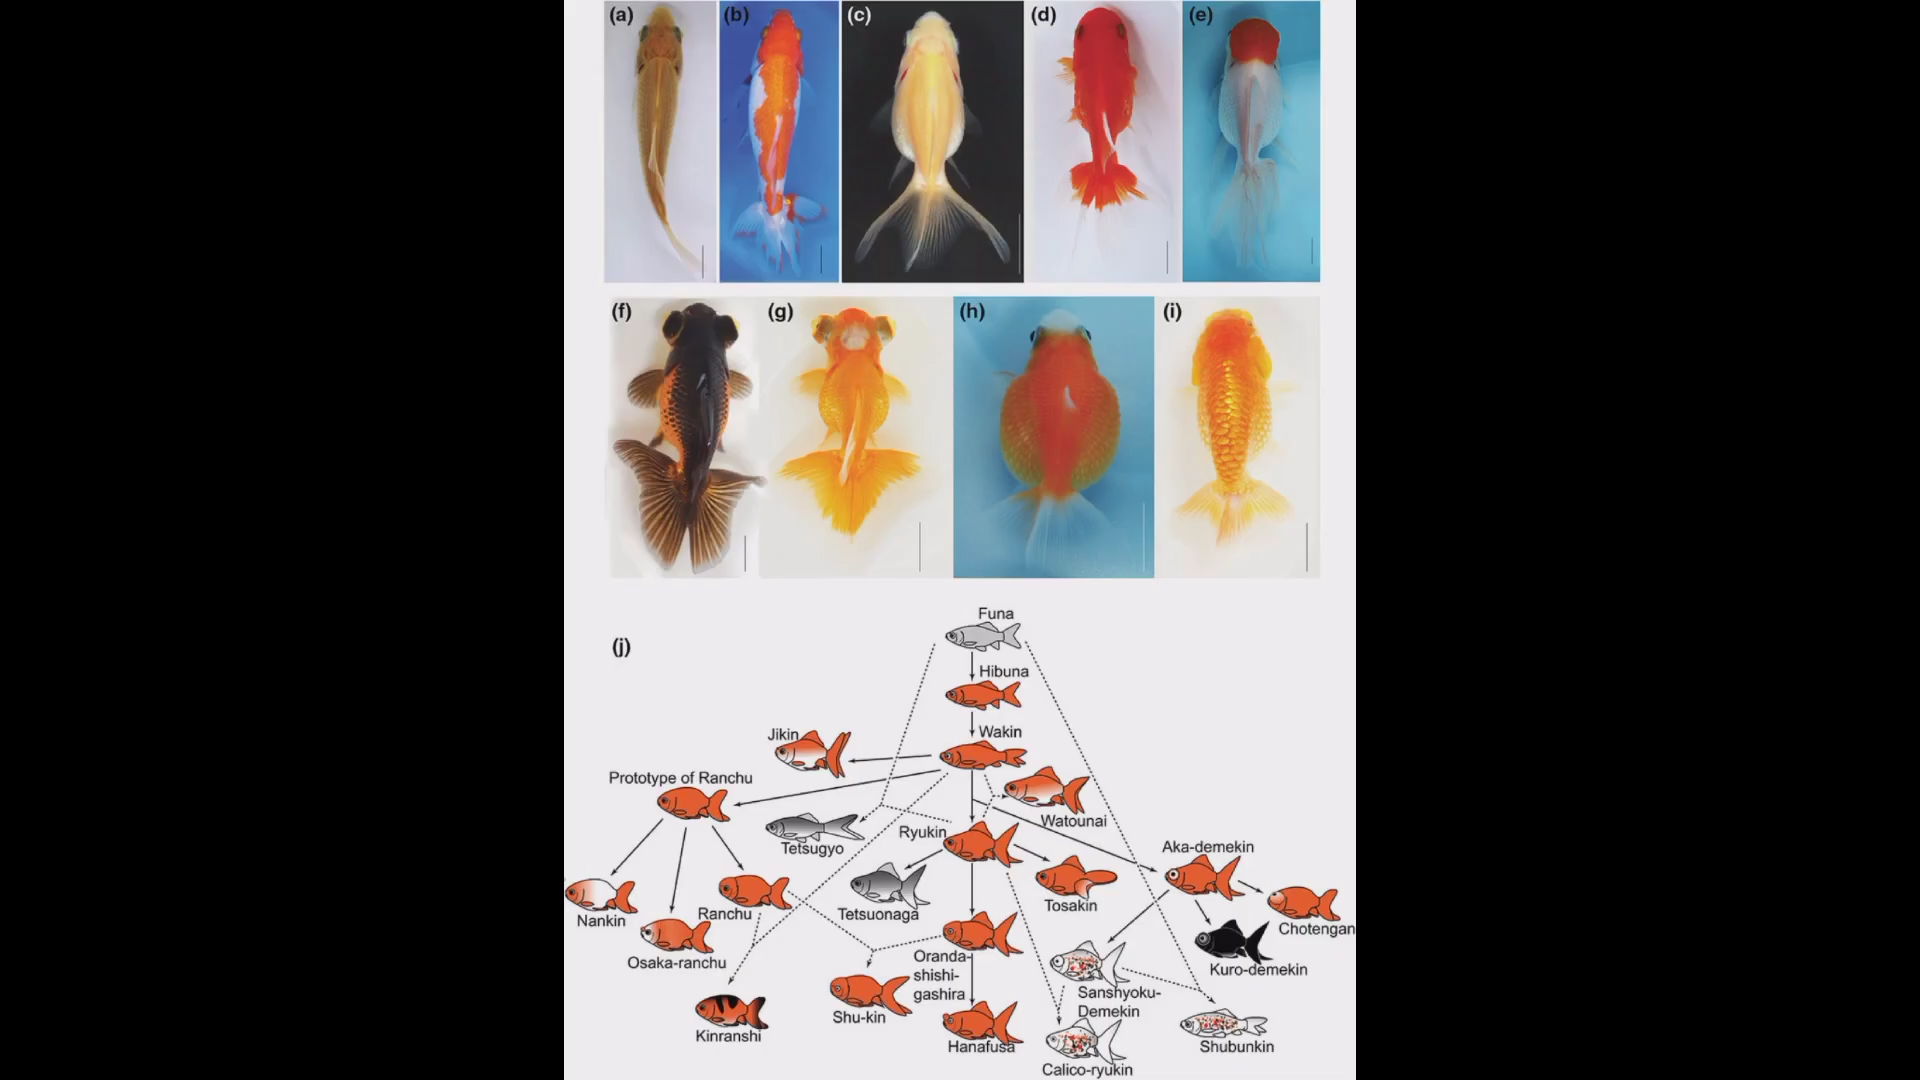 (a)
(b)
(c)
(d)
(e)
(f)
(g)
(h)
(i)
(j)
Funa
Hibuna
Wakin
Jikin
Prototype of Ranchu
Watounai
Tetsugyo
Ryukin
Aka-demekin
Nankin
Ranchu
Tetsuonaga
Tosakin
Chotengan
Osaka-ranchu
Oranda-
shishi-
gashira
Kuro-demekin
Sanshyoku-
Demekin
Kinranshi
Shu-kin
Hanafusa
Shubunkin
Calico-ryukin